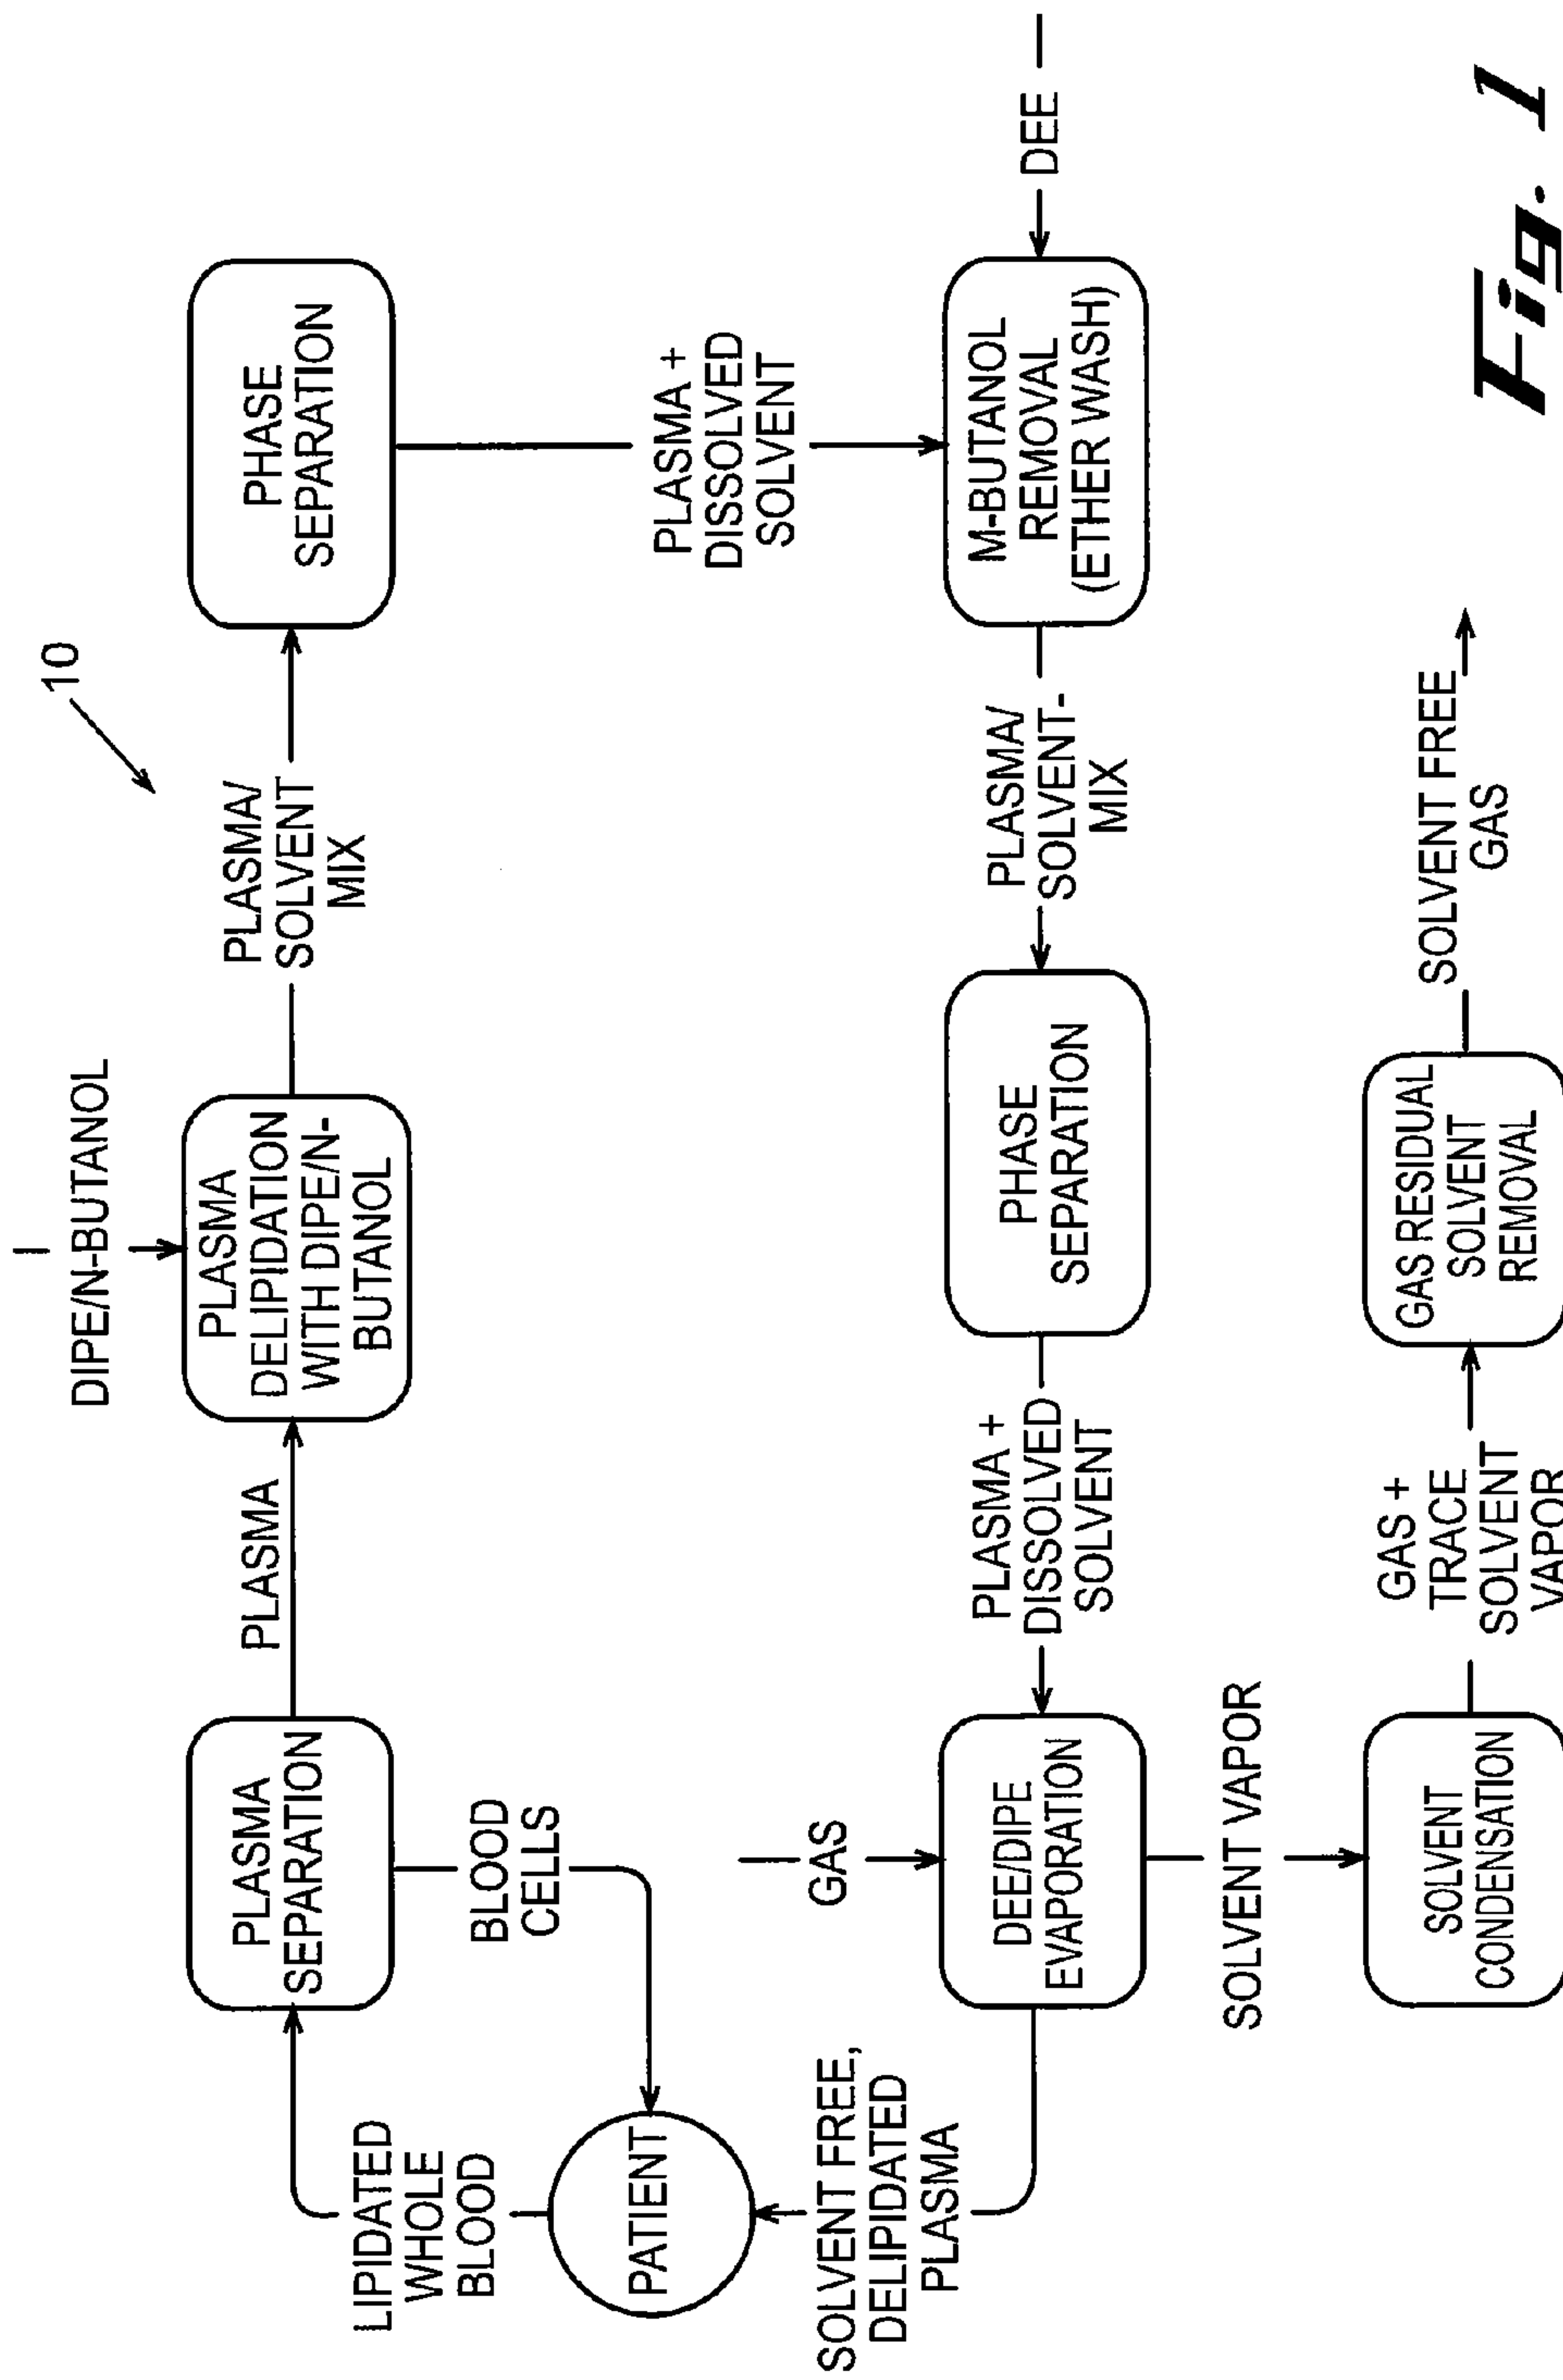 10
DIPE/N-BUTANOL
LIPIDATED
WHOLE
BLOOD
PLASMA
SEPARATION
PLASMA
PLASMA
DELIPIDATION
WITH DIPE/N-
BUTANOL
PLASMA/
SOLVENT
MIX
PHASE
SEPARATION
BLOOD
CELLS
PATIENT
PLASMA +
DISSOLVED
SOLVENT
SOLVENT FREE,
DELIPIDATED
PLASMA
GAS
DEE/DIPE
EVAPORATION
PLASMA +
DISSOLVED
SOLVENT
PHASE
SEPARATION
PLASMA/
SOLVENT-
MIX
M-BUTANOL
REMOVAL
(ETHER WASH)
DEE
SOLVENT VAPOR
SOLVENT
CONDENSATION
GAS +
TRACE
SOLVENT
VAPOR
GAS RESIDUAL
SOLVENT
REMOVAL
SOLVENT FREE
GAS
Fig. 1